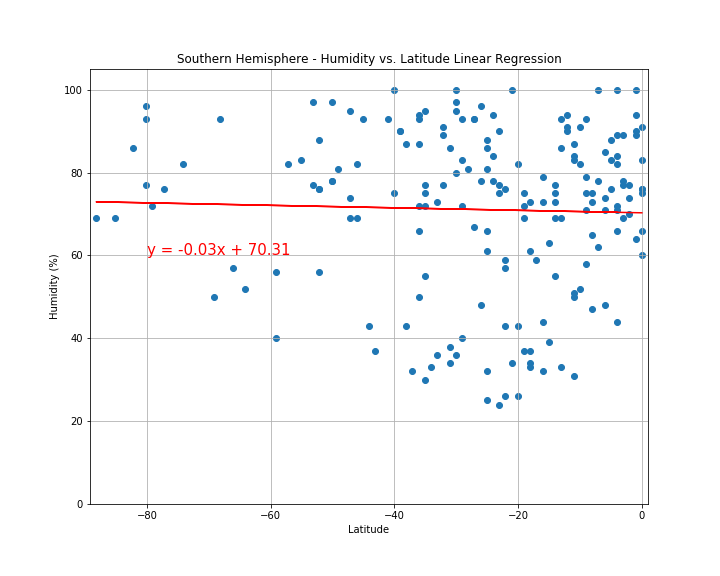 Southern Hemisphere - Humidity vs. Latitude Linear Regression
100
80
60
40
20
0
Humidity (%)
y = -0.03x + 70.31
−80
−60
−40
−20
0
Latitude